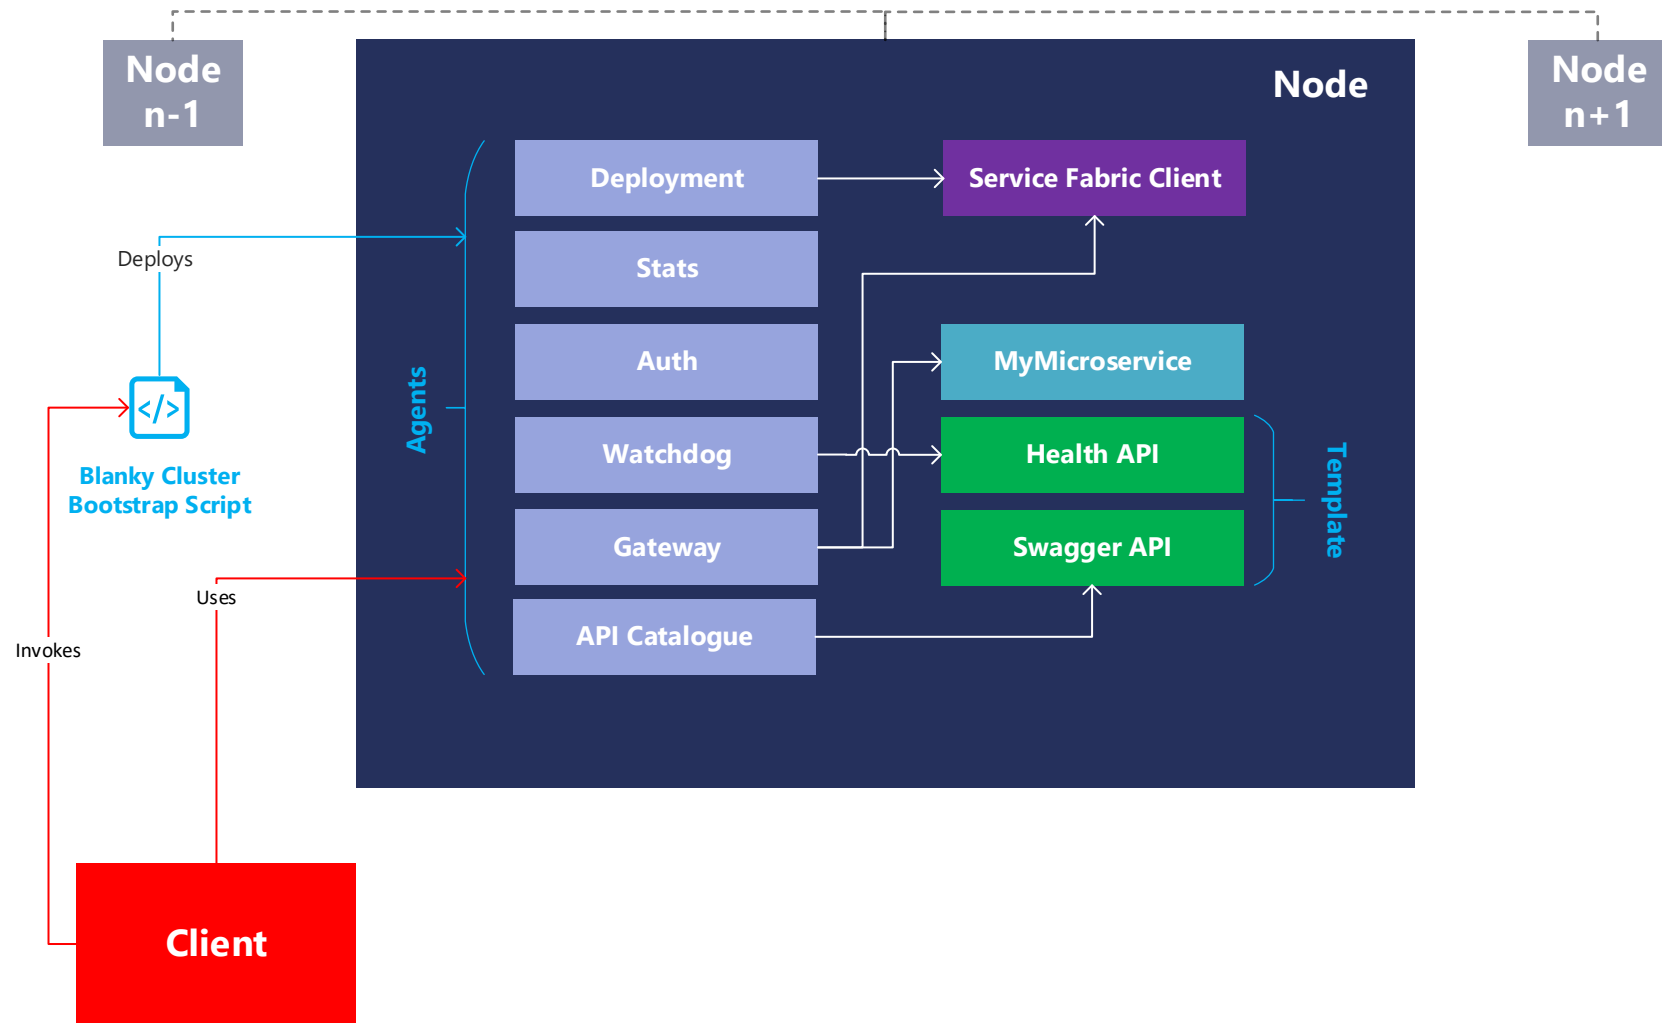 Node
n-1
Node
Node
n+1
Deployment
Service Fabric Client
Deploys
Stats
Auth
MyMicroservice
Agents
Watchdog
Health API
Template
Blanky Cluster
Bootstrap Script
Gateway
Swagger API
Uses
API Catalogue
Invokes
Client